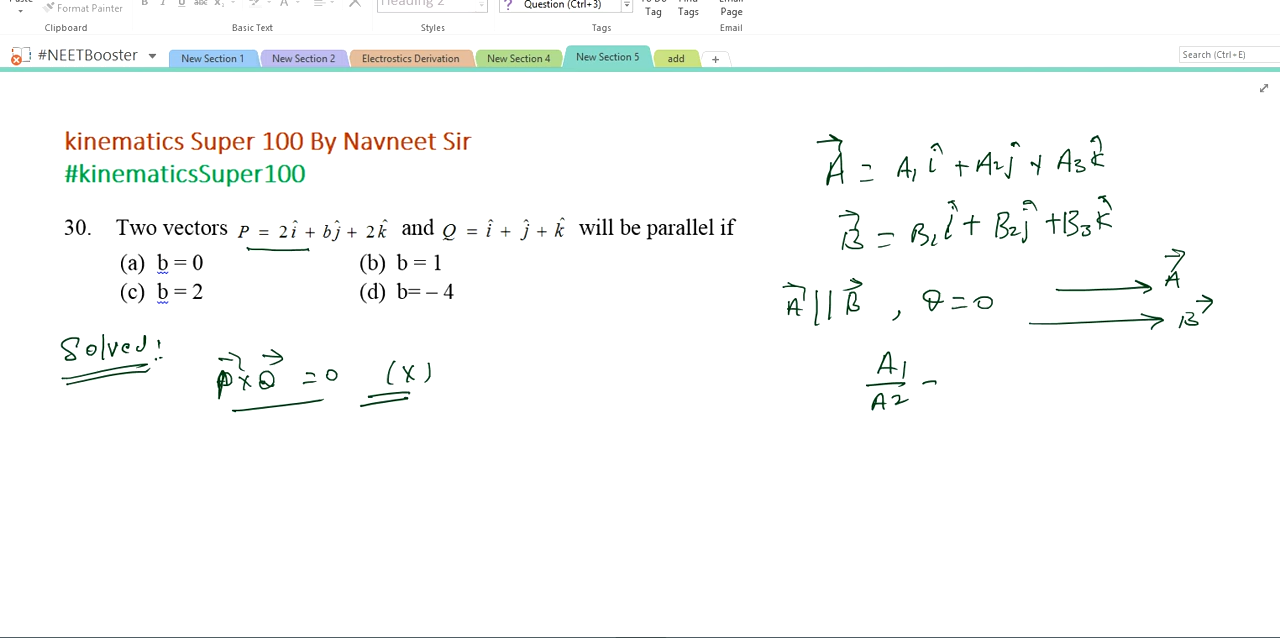 Format Painter
B I U abc X
Heading 2
? Question (Ctrl+3)
Tag Tags Page
Clipboard Basic Text Styles Tags Email
#NEETBooster New Section 1 New Section 2 Electrostics Derivation New Section 4 New Section 5 add + Search (Ctrl+E)
kinematics Super 100 By Navneet Sir
#kinematicsSuper100
30. Two vectors P = 2î + bĵ + 2k̂ and Q = î + ĵ + k̂ will be parallel if
(a) b = 0 (b) b = 1
(c) b = 2 (d) b= – 4
Solved:
P⃗ x Q⃗ = 0 (x)
A⃗ = A1 î + A2 ĵ + A3 k̂
B⃗ = B1 î + B2 ĵ + B3 k̂
A⃗ || B⃗ , θ = 0
A⃗
B⃗
A1
A2 -